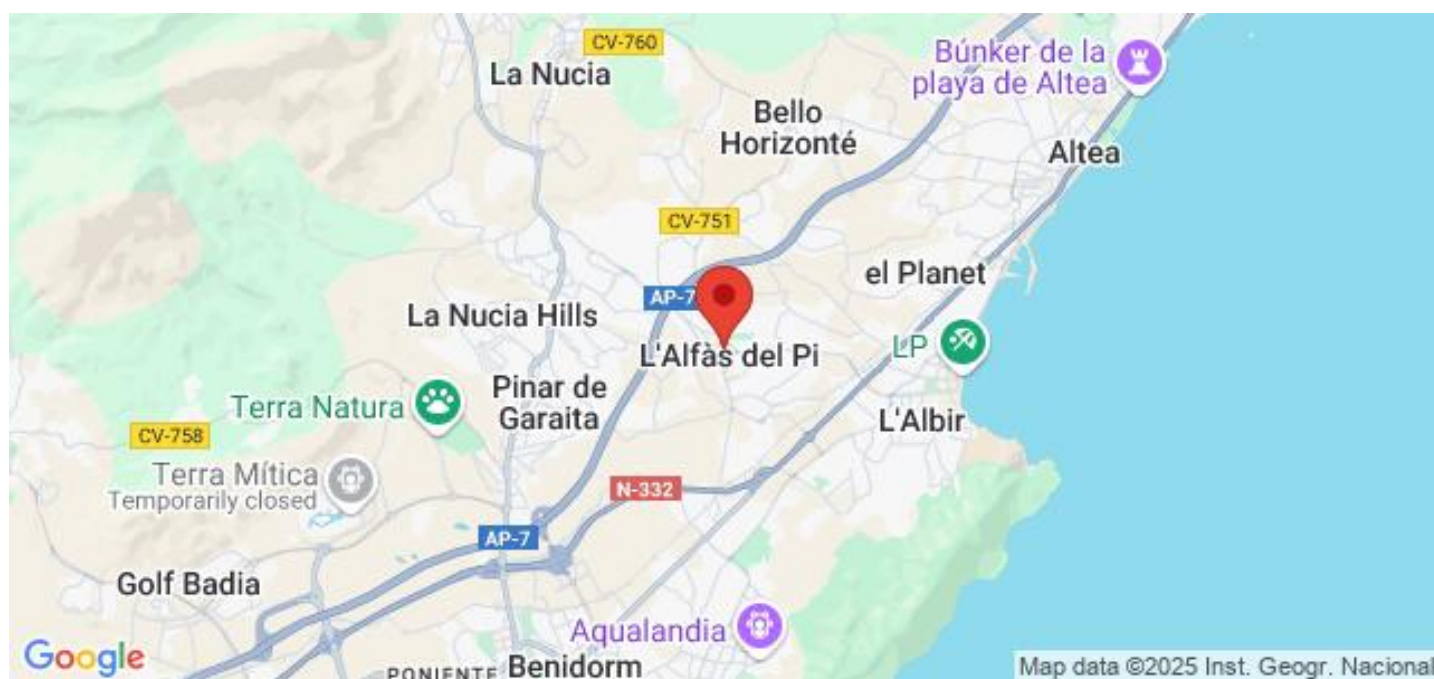 CV-760
La Nucia
Búnker de la
playa de Altea
Bello
Horizonté
Altea
CV-751
el Planet
AP-7
La Nucia Hills
L'Alfàs del Pi
LP
Pinar de
Garaita
Terra Natura
L'Albir
CV-758
Terra Mítica
Temporarily closed
N-332
AP-7
Golf Badia
Aqualandia
Google
PONIENTE
Benidorm
Map data ©2025 Inst. Geogr. Nacional